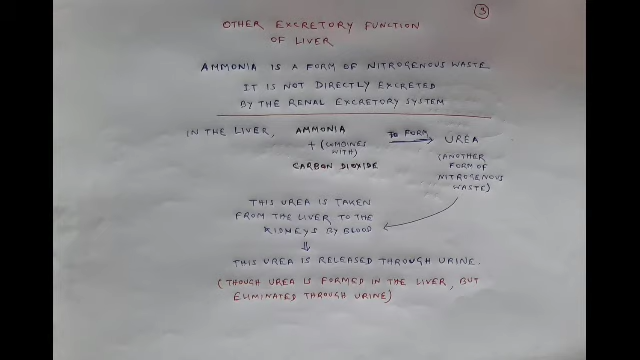 3
OTHER EXCRETORY FUNCTION
OF LIVER
AMMONIA IS A FORM OF NITROGENOUS WASTE
IT IS NOT DIRECTLY EXCRETED
BY THE RENAL EXCRETORY SYSTEM
IN THE LIVER, AMMONIA TO FORM UREA
+ (COMBINES WITH)
CARBON DIOXIDE
(ANOTHER
FORM OF
NITROGENOUS
WASTE)
THIS UREA IS TAKEN
FROM THE LIVER TO THE
KIDNEYS BY BLOOD
THIS UREA IS RELEASED THROUGH URINE.
(THOUGH UREA IS FORMED IN THE LIVER, BUT
ELIMINATED THROUGH URINE)